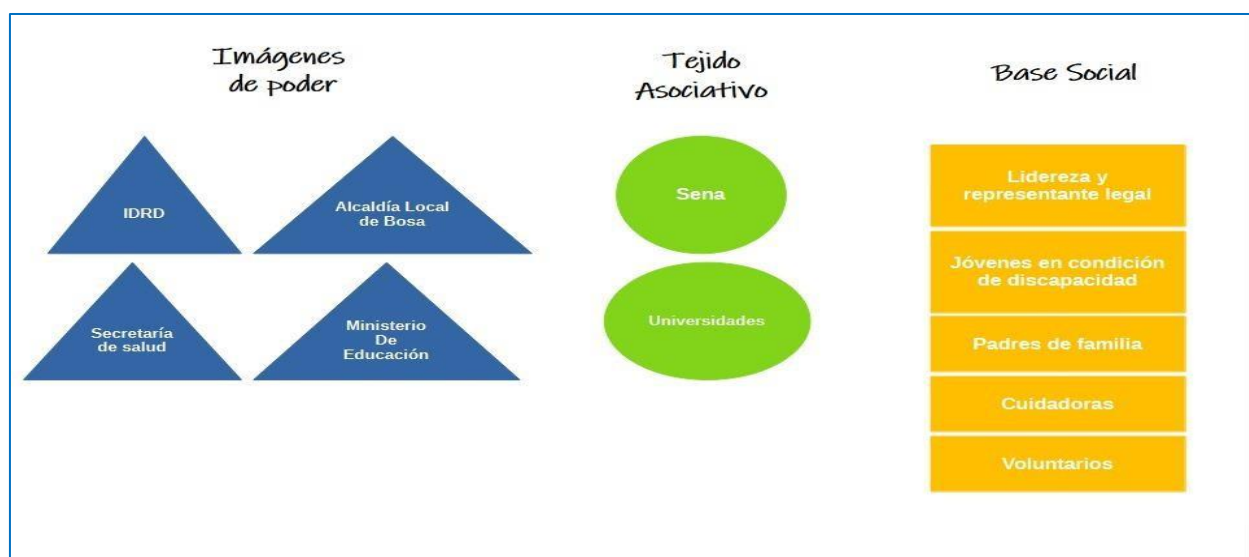 Imágenes
de poder
Tejido
Asociativo
Base Social
IDRD
Alcaldía Local
de Bosa
Secretaría
de salud
Ministerio
De
Educación
Sena
Universidades
Lidereza y
representante legal
Jóvenes en condición
de discapacidad
Padres de familia
Cuidadoras
Voluntarios